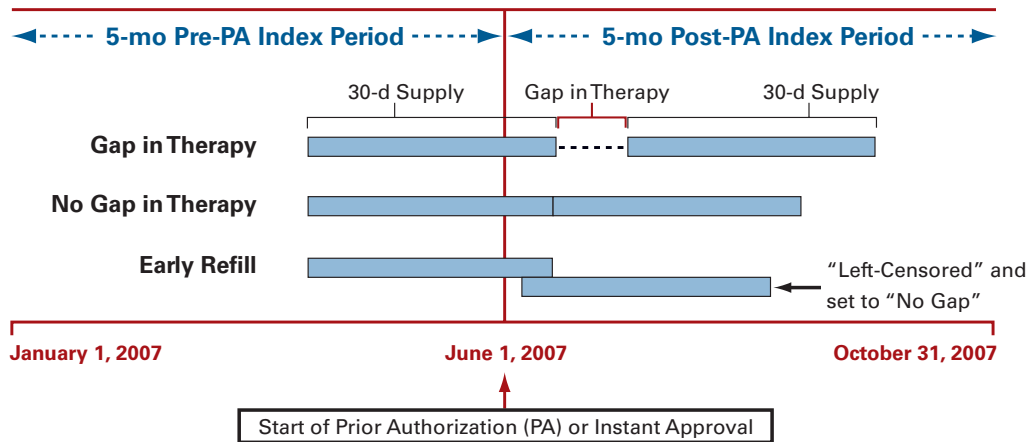 5-mo Pre-PA Index Period
5-mo Post-PA Index Period
30-d Supply
Gap in Therapy
30-d Supply
Gap in Therapy
No Gap in Therapy
Early Refill
“Left-Censored” and
set to “No Gap”
January 1, 2007
June 1, 2007
October 31, 2007
Start of Prior Authorization (PA) or Instant Approval